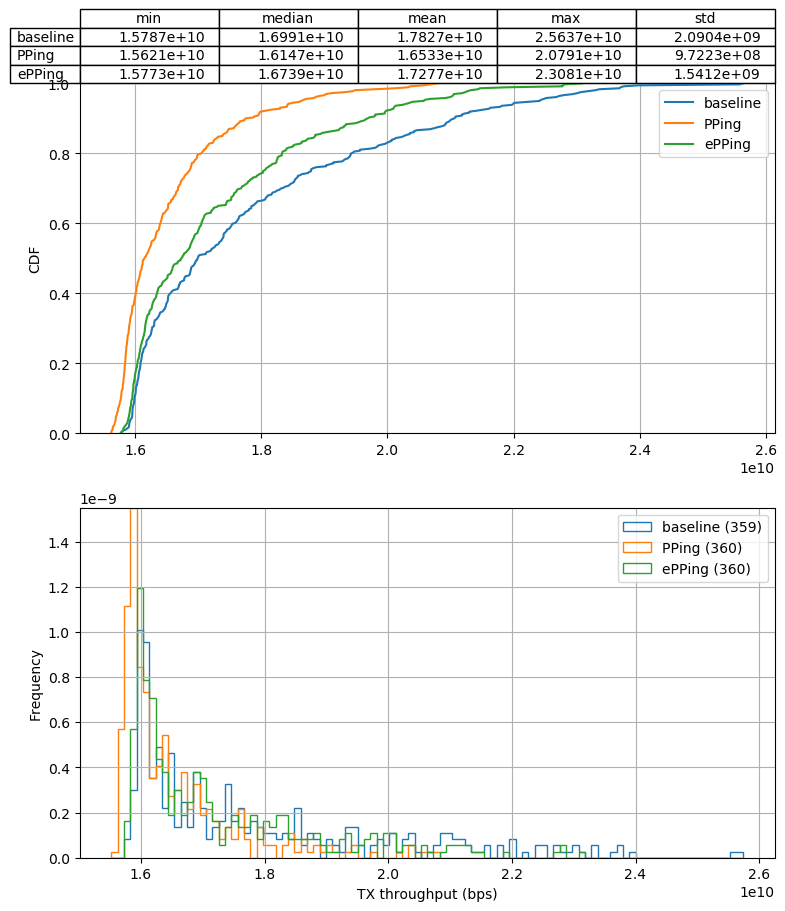 min median mean max std
baseline 1.5787e+10 1.6991e+10 1.7827e+10 2.5637e+10 2.0904e+09
PPing 1.5621e+10 1.6147e+10 1.6533e+10 2.0791e+10 9.7223e+08
ePPing 1.5773e+10 1.6739e+10 1.7277e+10 2.3081e+10 1.5412e+09
1.0
0.8
0.6
0.4
0.2
0.0
CDF
baseline
PPing
ePPing
1.6 1.8 2.0 2.2 2.4 2.6
1e10
1e−9
1.4
1.2
1.0
0.8
0.6
0.4
0.2
0.0
Frequency
baseline (359)
PPing (360)
ePPing (360)
1.6 1.8 2.0 2.2 2.4 2.6
1e10
TX throughput (bps)